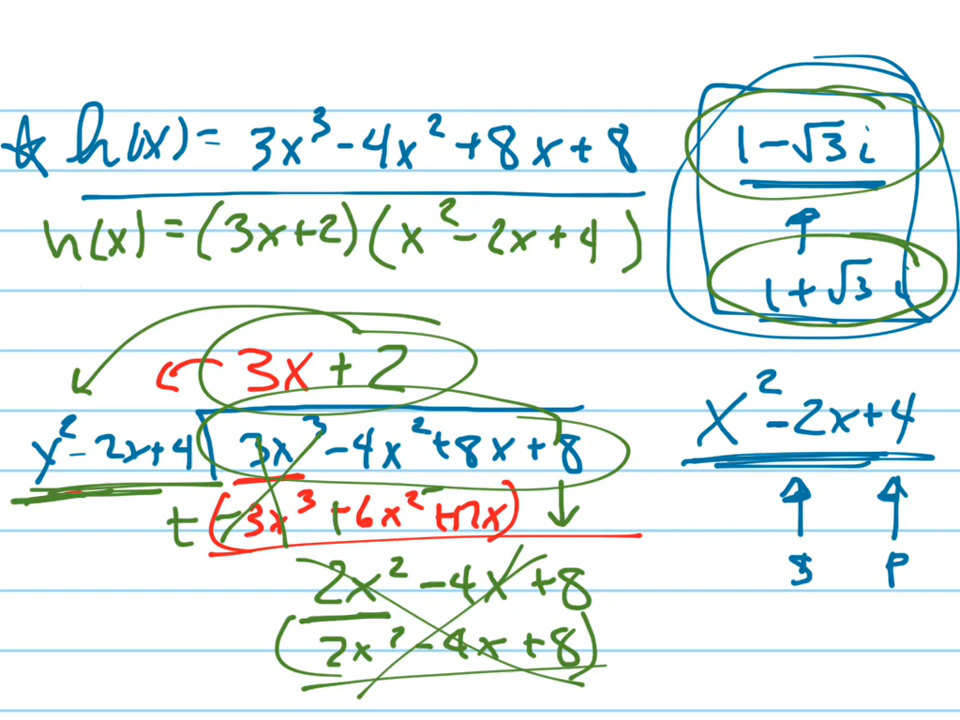 ☆ h(x) = 3x³ - 4x² + 8x + 8
1 - √3 i
h(x) = (3x+2)(x² - 2x + 4)
1 + √3 i
3x + 2
x² - 2x + 4
x² - 2x + 4 3x³ - 4x² + 8x + 8
+ (-3x³ + 6x² - 12x)
S P
2x² - 4x + 8
(2x² - 4x + 8)